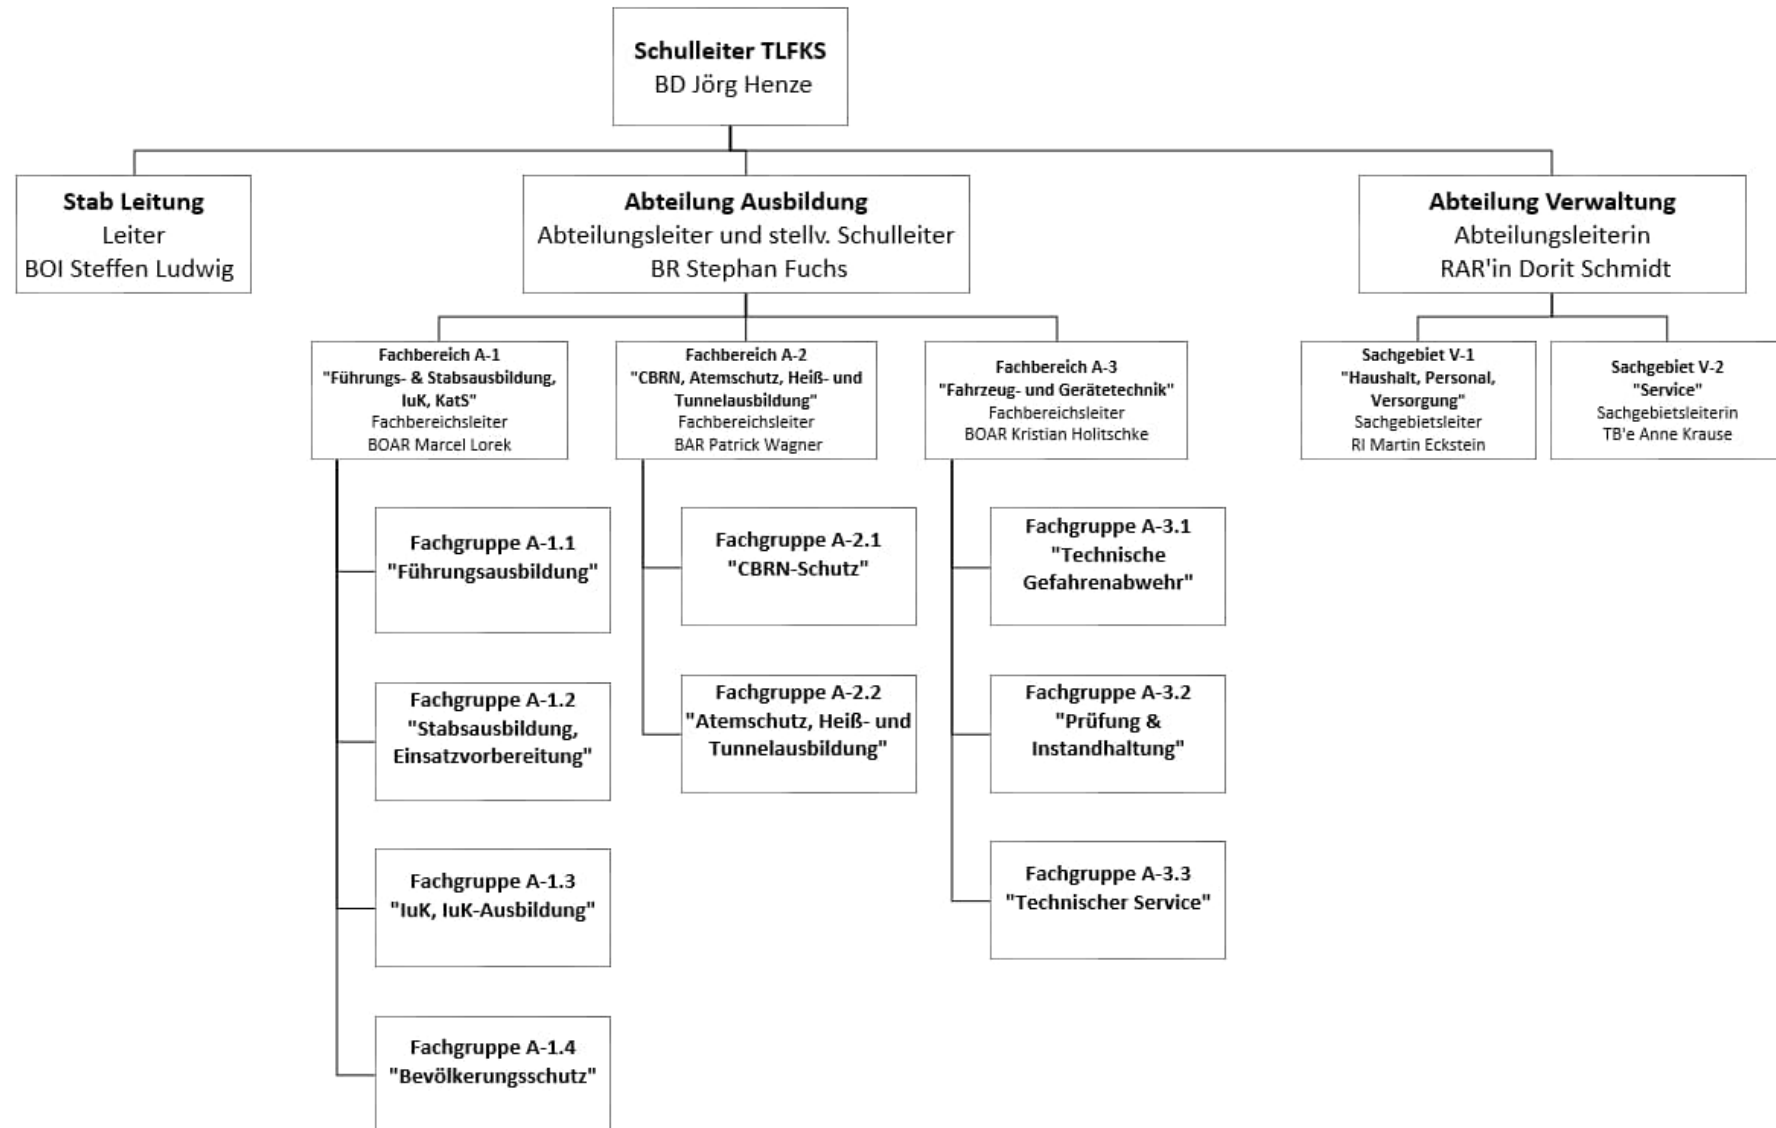 Schulleiter TLFKS
BD Jörg Henze
Stab Leitung
Leiter
BOI Steffen Ludwig
Abteilung Ausbildung
Abteilungsleiter und stellv. Schulleiter
BR Stephan Fuchs
Abteilung Verwaltung
Abteilungsleiterin
RAR'in Dorit Schmidt
Fachbereich A-1
"Führungs- & Stabsausbildung,
IuK, KatS"
Fachbereichsleiter
BOAR Marcel Lorek
Fachbereich A-2
"CBRN, Atemschutz, Heiß- und
Tunnelausbildung"
Fachbereichsleiter
BAR Patrick Wagner
Fachbereich A-3
"Fahrzeug- und Gerätetechnik"
Fachbereichsleiter
BOAR Kristian Holitschke
Sachgebiet V-1
"Haushalt, Personal,
Versorgung"
Sachgebietsleiter
RI Martin Eckstein
Sachgebiet V-2
"Service"
Sachgebietsleiterin
TB'e Anne Krause
Fachgruppe A-1.1
"Führungsausbildung"
Fachgruppe A-1.2
"Stabsausbildung,
Einsatzvorbereitung"
Fachgruppe A-1.3
"IuK, IuK-Ausbildung"
Fachgruppe A-1.4
"Bevölkerungsschutz"
Fachgruppe A-2.1
"CBRN-Schutz"
Fachgruppe A-2.2
"Atemschutz, Heiß- und
Tunnelausbildung"
Fachgruppe A-3.1
"Technische
Gefahrenabwehr"
Fachgruppe A-3.2
"Prüfung &
Instandhaltung"
Fachgruppe A-3.3
"Technischer Service"